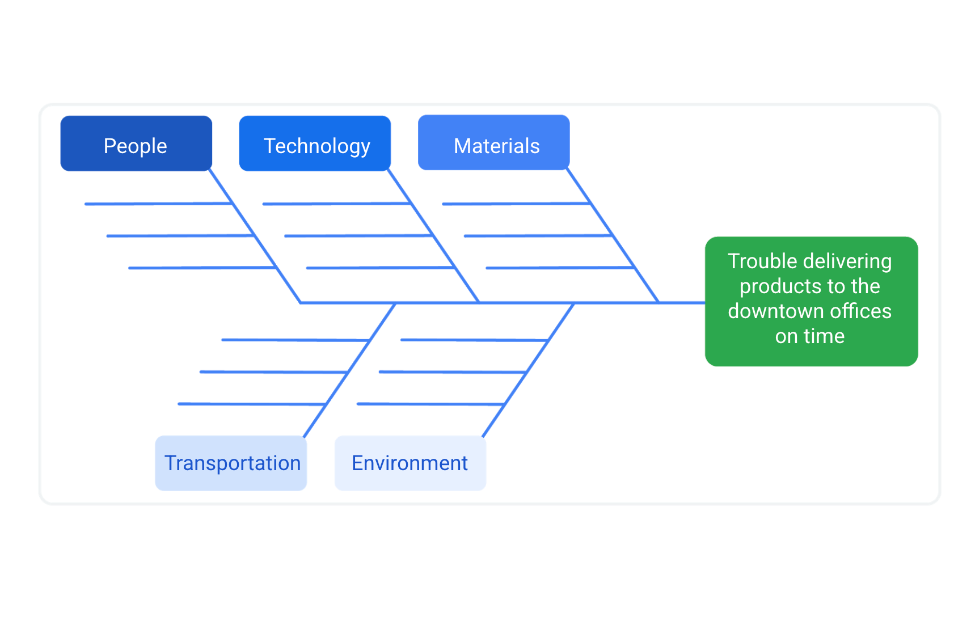 People
Technology
Materials
Trouble delivering
products to the
downtown offices
on time
Transportation
Environment